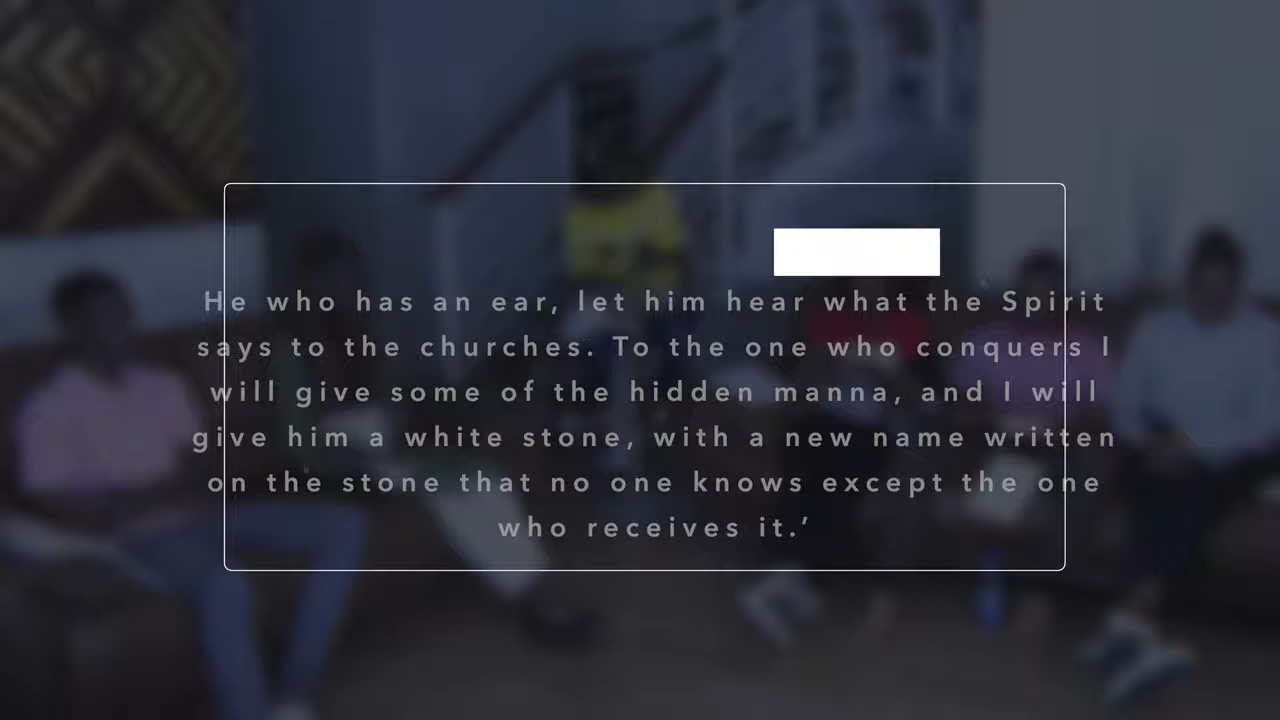 He who has an ear, let him hear what the Spirit
says to the churches. To the one who conquers I
will give some of the hidden manna, and I will
give him a white stone, with a new name written
on the stone that no one knows except the one
who receives it.’